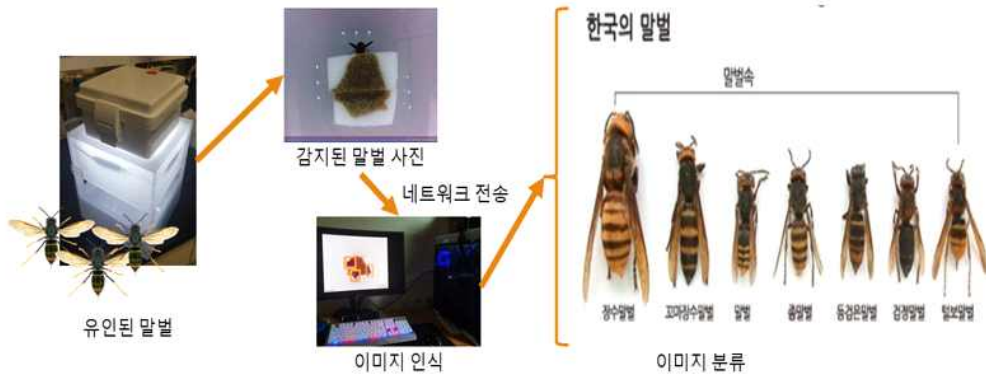 한국의 말벌
말벌속
감지된 말벌 사진
네트워크 전송
장수말벌
꼬마장수말벌
말벌
좀말벌
등검은말벌
검정말벌
털보말벌
유인된 말벌
이미지 인식
이미지 분류